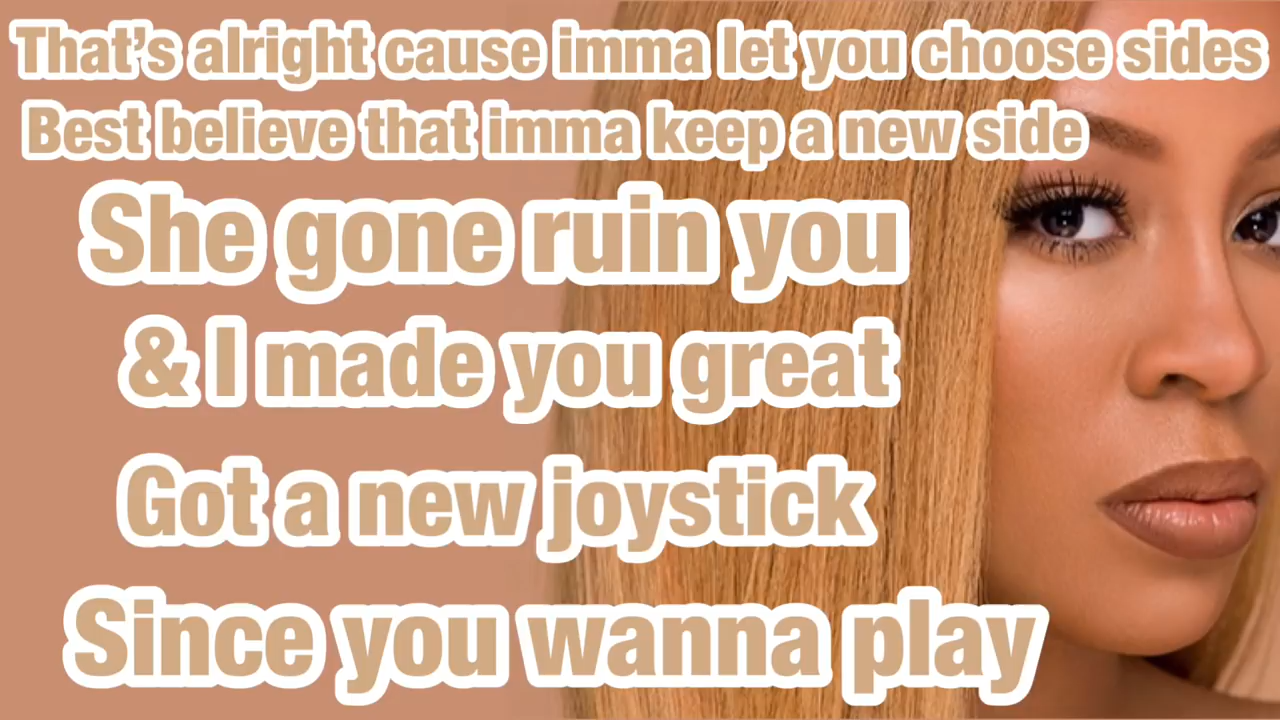 That's alright cause imma let you choose sides
Best believe that imma keep a new side
She gone ruin you
& I made you great
Got a new joystick
Since you wanna play